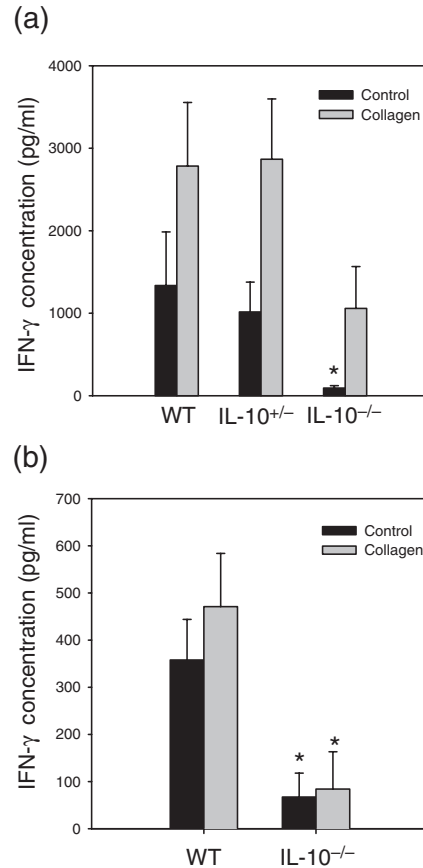 (a)
IFN-γ concentration (pg/ml)
4000
3000
2000
1000
0
Control
Collagen
*
WT IL-10+/– IL-10–/–
(b)
IFN-γ concentration (pg/ml)
700
600
500
400
300
200
100
0
Control
Collagen
* *
WT IL-10–/–